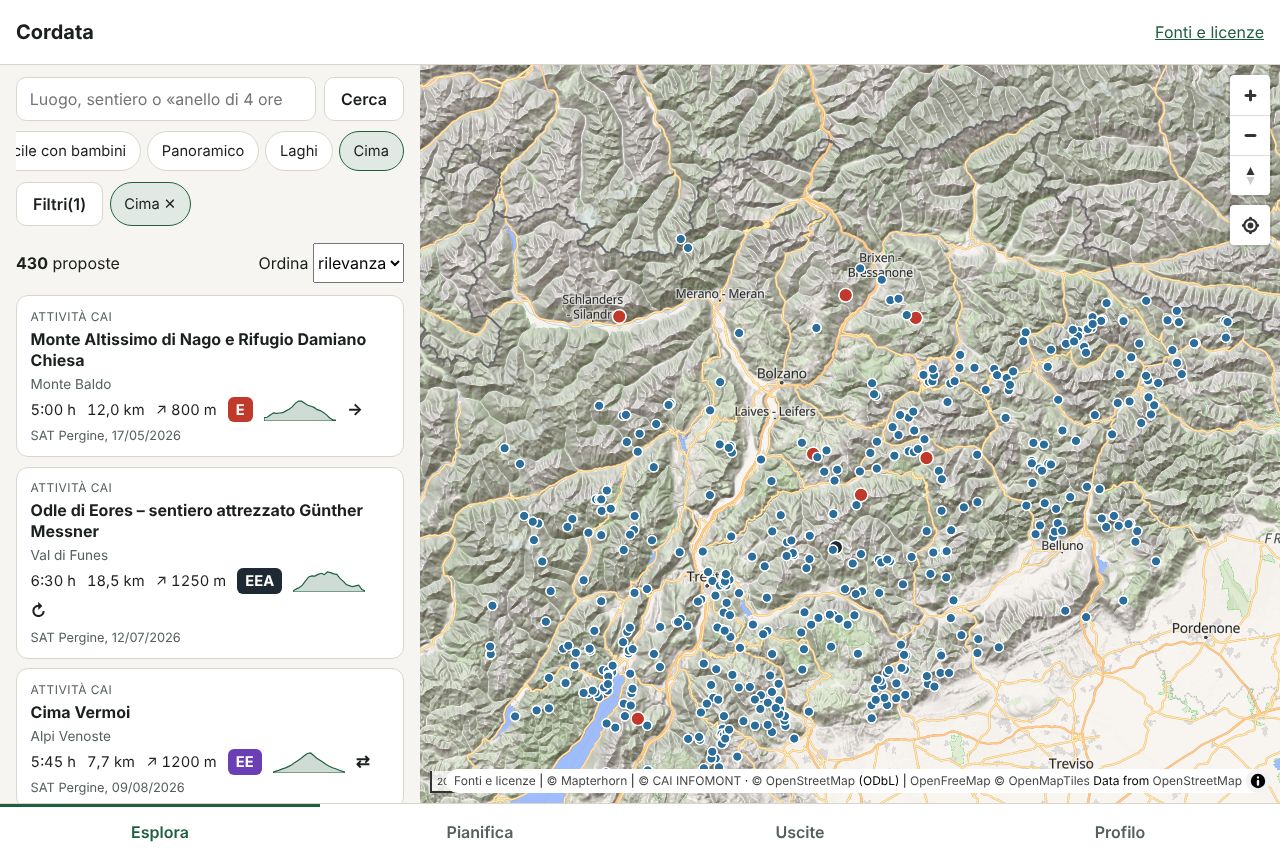 Cordata
Fonti e licenze
Luogo, sentiero o «anello di 4 ore
Cerca
cile con bambini
Panoramico
Laghi
Cima
Filtri(1)
Cima ✕
430 proposte
Ordina
rilevanza
ATTIVITÀ CAI
Monte Altissimo di Nago e Rifugio Damiano
Chiesa
Monte Baldo
5:00 h 12,0 km ↗ 800 m E →
SAT Pergine, 17/05/2026
ATTIVITÀ CAI
Odle di Eores – sentiero attrezzato Günther
Messner
Val di Funes
6:30 h 18,5 km ↗ 1250 m EEA
↻
SAT Pergine, 12/07/2026
ATTIVITÀ CAI
Cima Vermoi
Alpi Venoste
5:45 h 7,7 km ↗ 1200 m EE ⇄
SAT Pergine, 09/08/2026
Brixen -
Bressanone
Merano - Meran
Schlanders
- Silandro
Bolzano
Laives - Leifers
Belluno
Pordenone
Treviso
Fonti e licenze | © Mapterhorn | © CAI INFOMONT · © OpenStreetMap (ODbL) | OpenFreeMap © OpenMapTiles Data from OpenStreetMap
Esplora
Pianifica
Uscite
Profilo